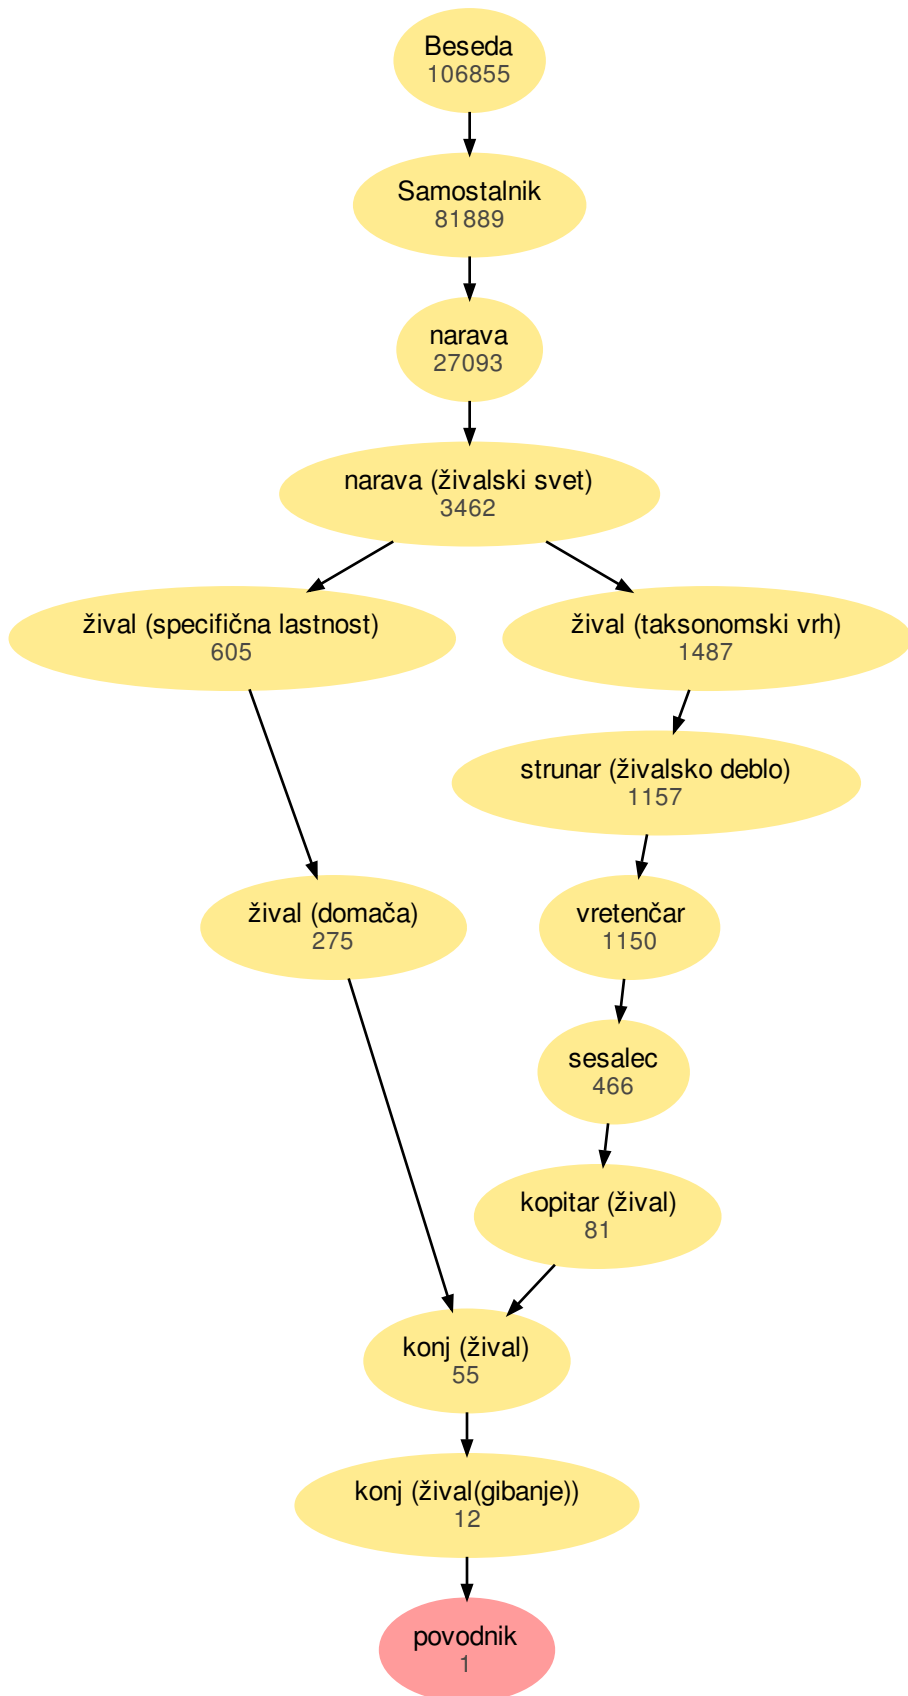 Beseda
106855
Samostalnik
81889
narava
27093
narava (živalski svet)
3462
žival (specifična lastnost)
605
žival (taksonomski vrh)
1487
strunar (živalsko deblo)
1157
žival (domača)
275
vretenčar
1150
sesalec
466
kopitar (žival)
81
konj (žival)
55
konj (žival(gibanje))
12
povodnik
1